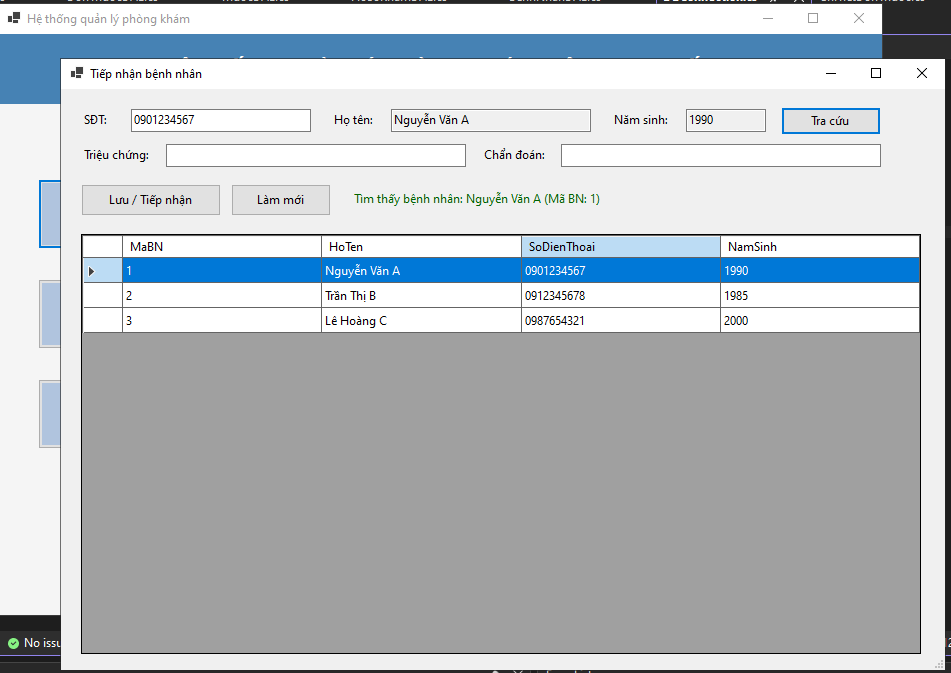 Hệ thống quản lý phòng khám
Tiếp nhận bệnh nhân
SĐT: 0901234567 Họ tên: Nguyễn Văn A Năm sinh: 1990 Tra cứu
Triệu chứng: Chẩn đoán:
Lưu / Tiếp nhận Làm mới Tìm thấy bệnh nhân: Nguyễn Văn A (Mã BN: 1)
MaBN HoTen SoDienThoai NamSinh
1 Nguyễn Văn A 0901234567 1990
2 Trần Thị B 0912345678 1985
3 Lê Hoàng C 0987654321 2000
No issu